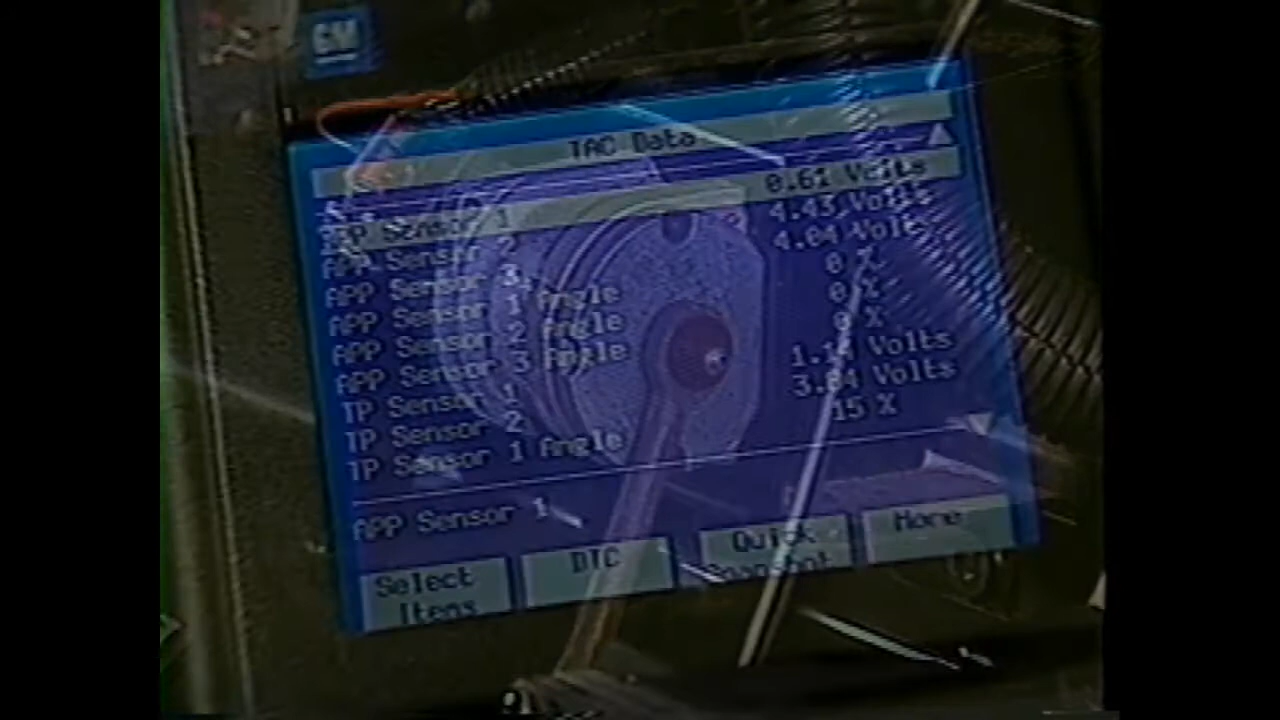 GM
TAC Data
APP Sensor 1 0.61 Volts
APP Sensor 2 4.43 Volts
APP Sensor 3 4.04 Volts
APP Sensor 1 Angle 0 %
APP Sensor 2 Angle 0 %
APP Sensor 3 Angle 0 %
TP Sensor 1 Volts
TP Sensor 2 Volts
TP Sensor 1 Angle 15 %
APP Sensor 1
Select Items
DTC
Quick Snapshot
More